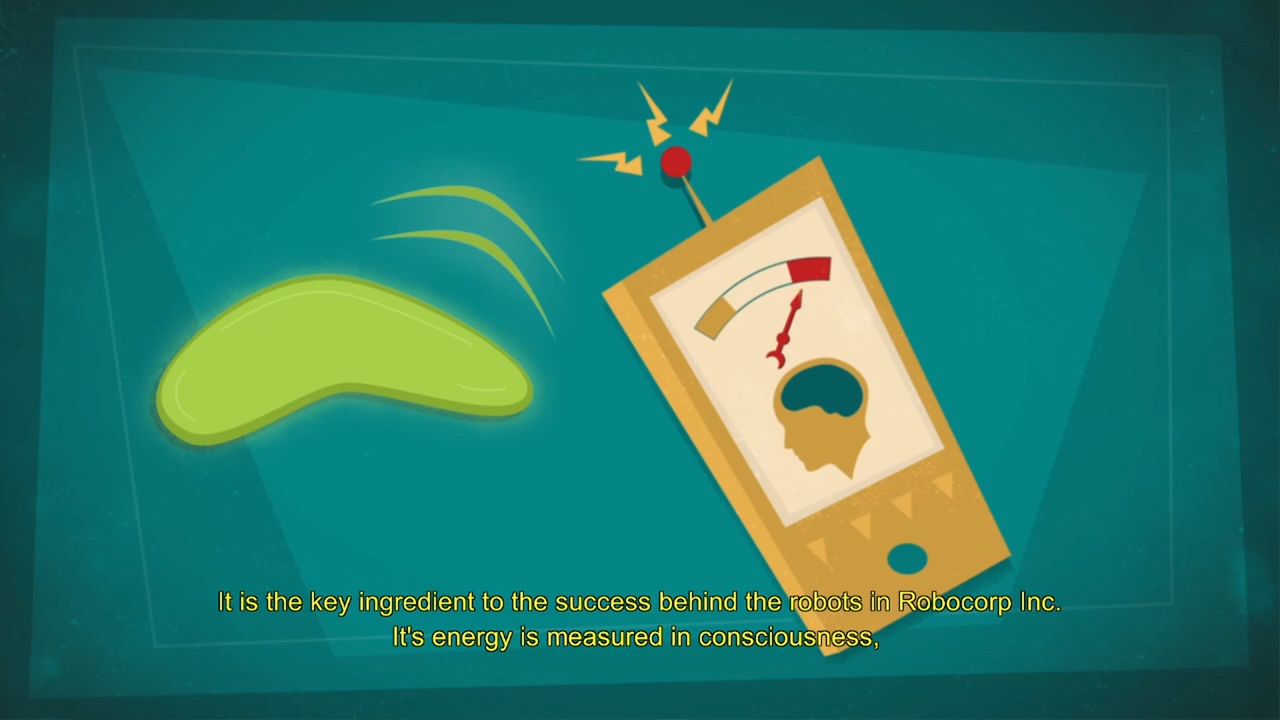 It is the key ingredient to the success behind the robots in Robocorp Inc.
It's energy is measured in consciousness,